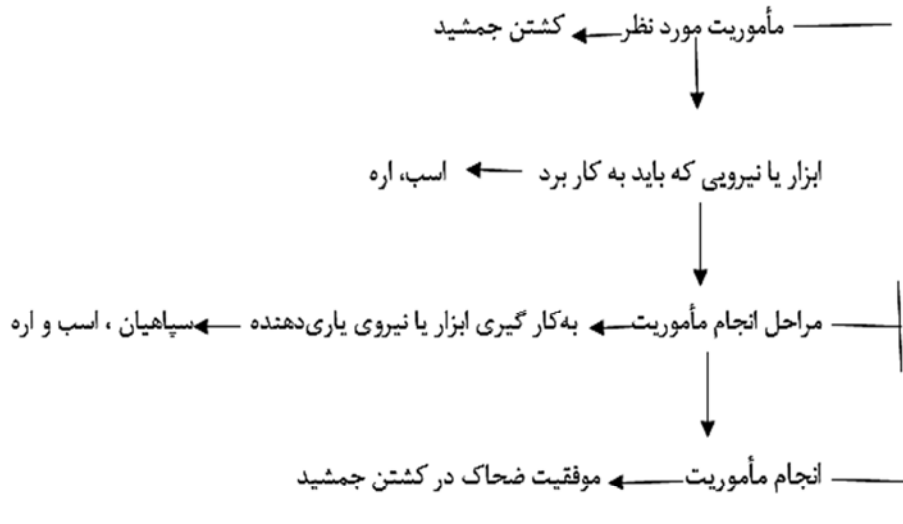 مأموریت مورد نظر کشتن جمشید
ابزار یا نیرویی که باید به کار برد اسب، اره
مراحل انجام مأموریت به‌کار گیری ابزار یا نیروی یاری‌دهنده سپاهیان ، اسب و اره
انجام مأموریت موفقیت ضحاک در کشتن جمشید